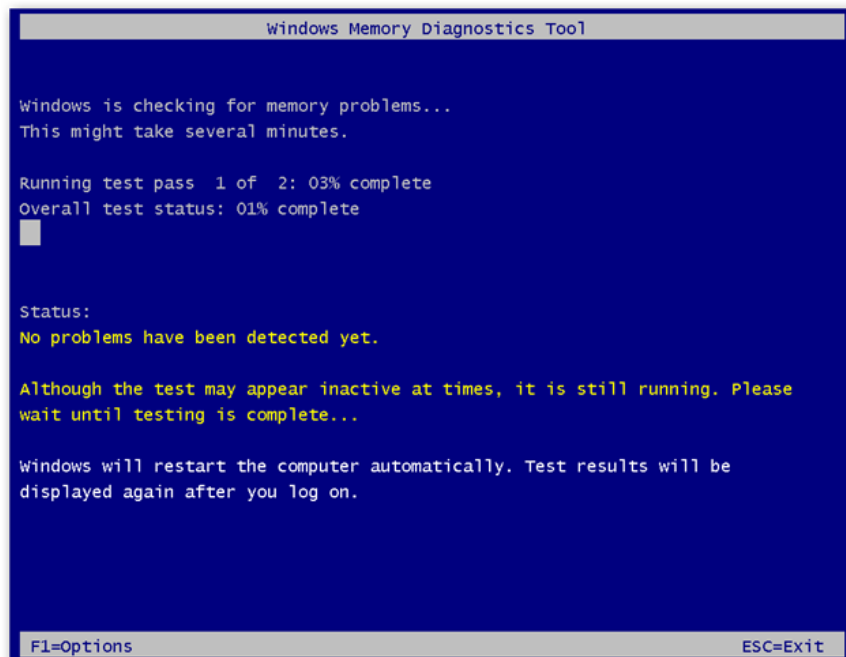 Windows Memory Diagnostics Tool
Windows is checking for memory problems...
This might take several minutes.
Running test pass  1 of  2: 03% complete
Overall test status: 01% complete
Status:
No problems have been detected yet.
Although the test may appear inactive at times, it is still running. Please
wait until testing is complete...
Windows will restart the computer automatically. Test results will be
displayed again after you log on.
F1=Options ESC=Exit